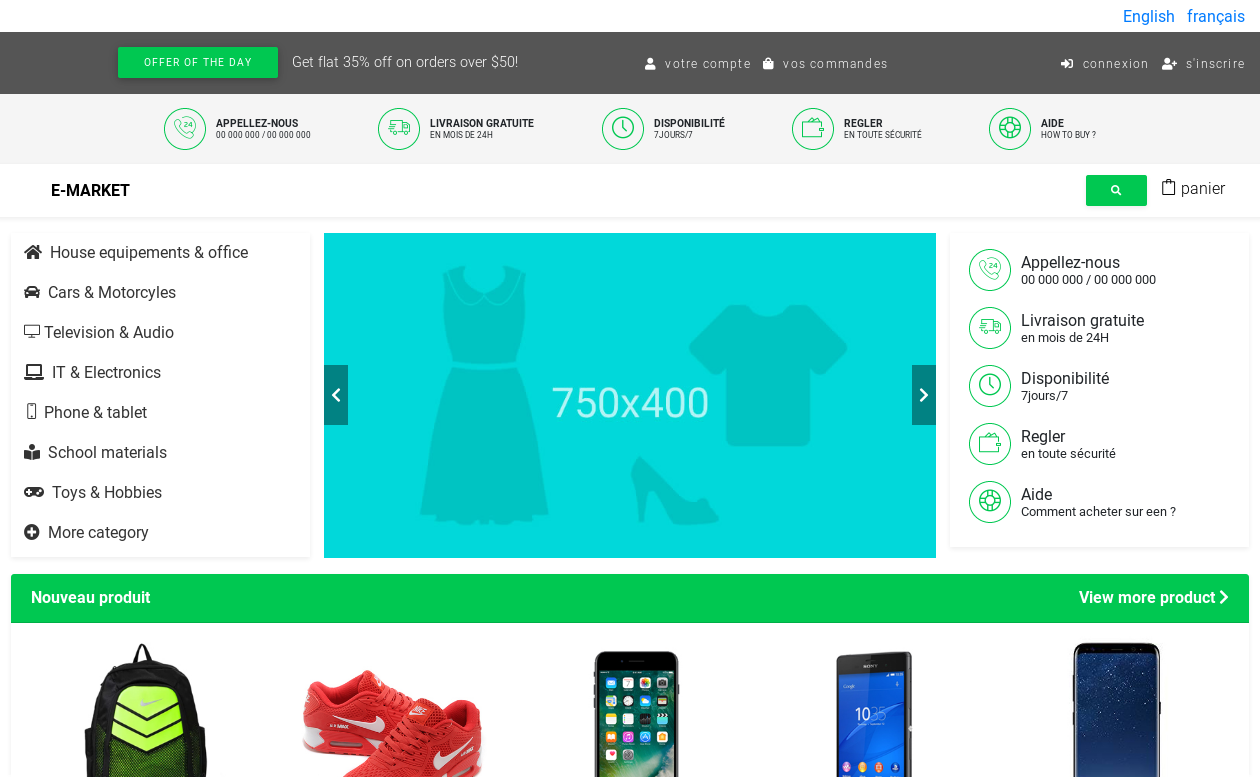 English français
OFFER OF THE DAY Get flat 35% off on orders over $50! votre compte vos commandes connexion s'inscrire
APPELLEZ-NOUS
00 000 000 / 00 000 000
LIVRAISON GRATUITE
EN MOIS DE 24H
DISPONIBILITÉ
7JOURS/7
REGLER
EN TOUTE SÉCURITÉ
AIDE
HOW TO BUY ?
E-MARKET
panier
House equipements & office
Cars & Motorcyles
Television & Audio
IT & Electronics
Phone & tablet
School materials
Toys & Hobbies
More category
750x400
Appellez-nous
00 000 000 / 00 000 000
Livraison gratuite
en mois de 24H
Disponibilité
7jours/7
Regler
en toute sécurité
Aide
Comment acheter sur een ?
Nouveau produit
View more product
SONY
10